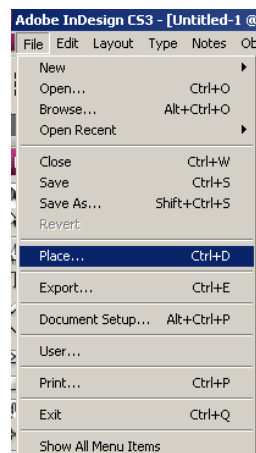 Adobe InDesign CS3 - [Untitled-1 @
File Edit Layout Type Notes Ob
New
Open... Ctrl+O
Browse... Alt+Ctrl+O
Open Recent
Close Ctrl+W
Save Ctrl+S
Save As... Shift+Ctrl+S
Revert
Place... Ctrl+D
Export... Ctrl+E
Document Setup... Alt+Ctrl+P
User...
Print... Ctrl+P
Exit Ctrl+Q
Show All Menu Items